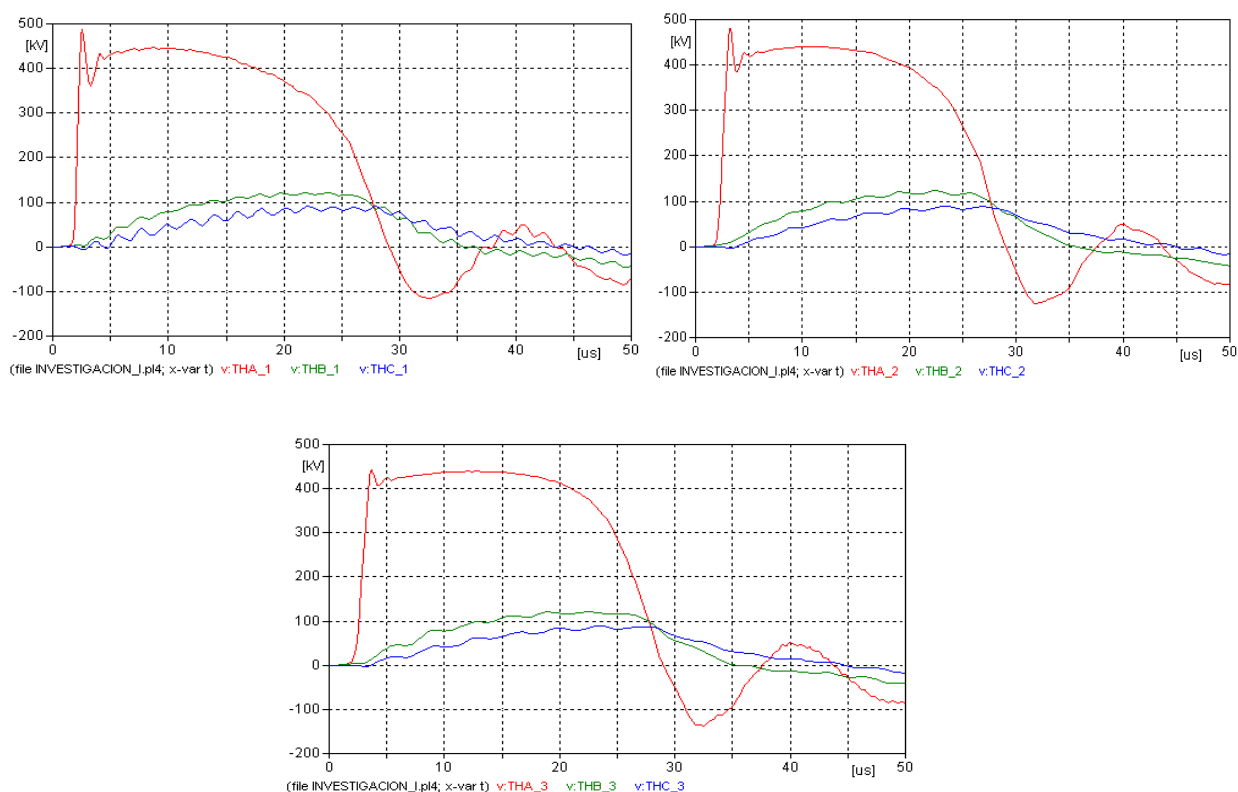 500
[kV]
400
300
200
100
0
-100
-200
0 10 20 30 40 [us] 50
(file INVESTIGACION_I.pl4; x-var t) v:THA_1 v:THB_1 v:THC_1
500
[kV]
400
300
200
100
0
-100
-200
0 10 20 30 40 [us] 50
(file INVESTIGACION_I.pl4; x-var t) v:THA_2 v:THB_2 v:THC_2
500
[kV]
400
300
200
100
0
-100
-200
0 10 20 30 40 [us] 50
(file INVESTIGACION_I.pl4; x-var t) v:THA_3 v:THB_3 v:THC_3